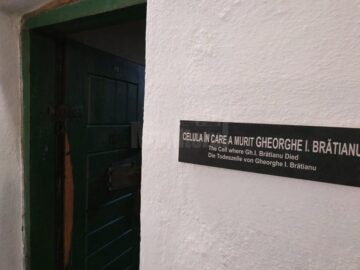 CELULA ÎN CARE A MURIT GHEORGHE I. BRĂTIANU
The Cell where Gh.I. Brătianu Died
Die Todeszelle von Gheorghe I. Brătianu